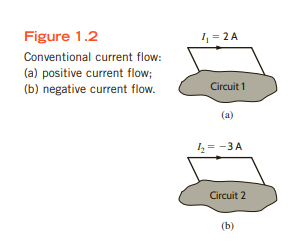 Figure 1.2
Conventional current flow:
(a) positive current flow;
(b) negative current flow.
I₁ = 2 A
Circuit 1
(a)
I₂ = −3 A
Circuit 2
(b)